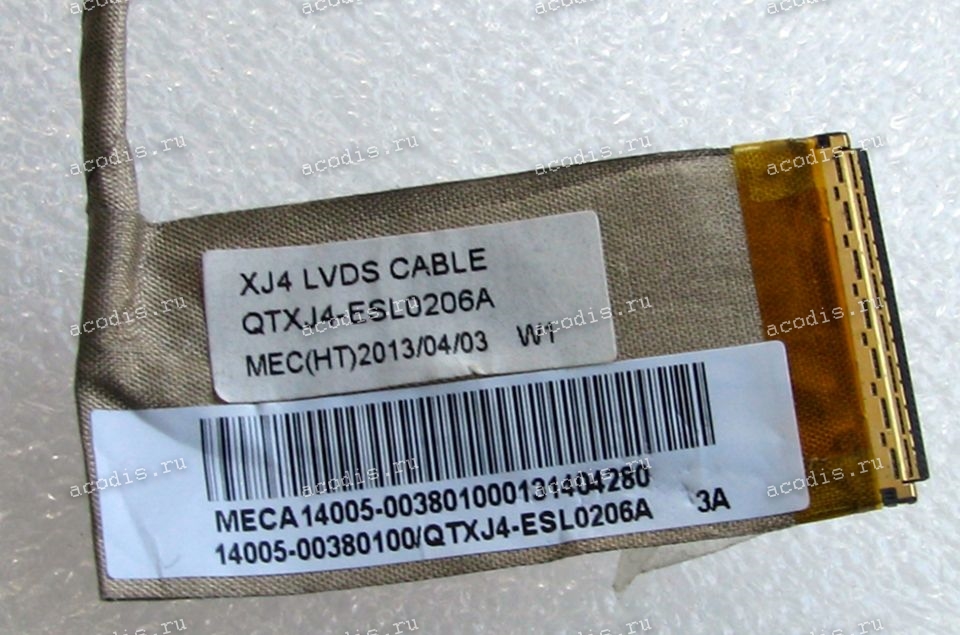 XJ4 LVDS CABLE
QTXJ4-ESL0206A
MEC(HT)2013/04/03 W1
MECA14005-003801000131404280
14005-00380100/QTXJ4-ESL0206A 3A
acodis.ru